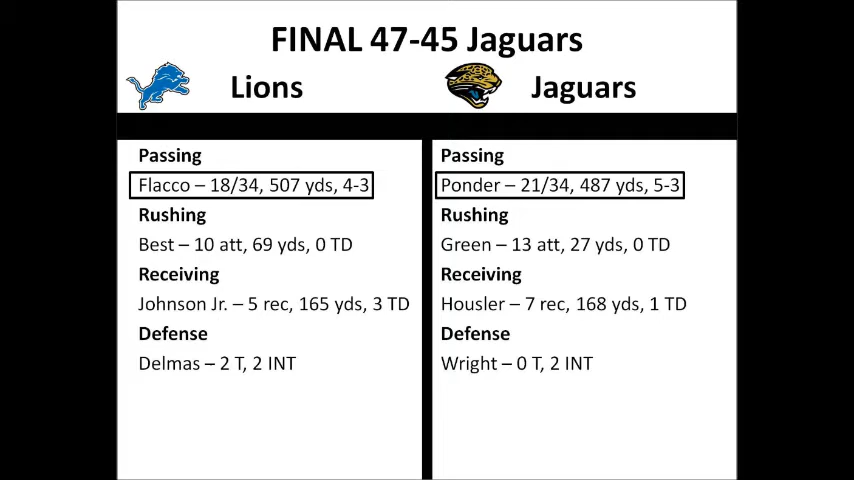 FINAL 47-45 Jaguars
Lions
Jaguars
Passing
Flacco – 18/34, 507 yds, 4-3
Rushing
Best – 10 att, 69 yds, 0 TD
Receiving
Johnson Jr. – 5 rec, 165 yds, 3 TD
Defense
Delmas – 2 T, 2 INT
Passing
Ponder – 21/34, 487 yds, 5-3
Rushing
Green – 13 att, 27 yds, 0 TD
Receiving
Housler – 7 rec, 168 yds, 1 TD
Defense
Wright – 0 T, 2 INT